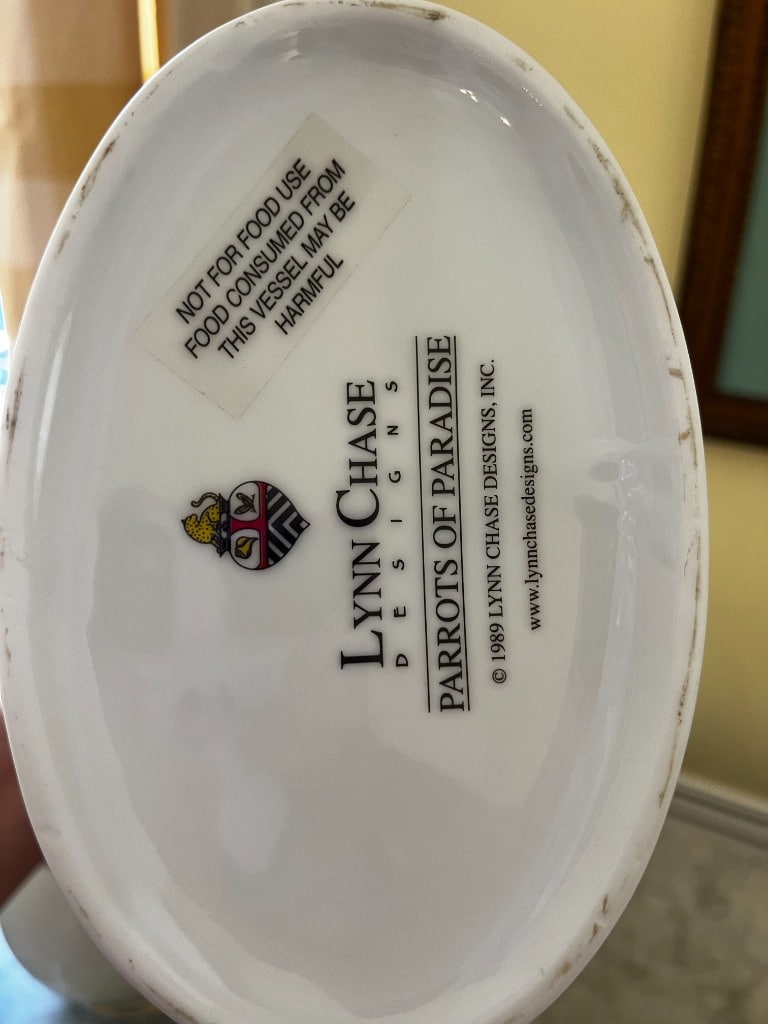 NOT FOR FOOD USE
FOOD CONSUMED FROM
THIS VESSEL MAY BE
HARMFUL
LYNN CHASE
DESIGNS
PARROTS OF PARADISE
© 1989 LYNN CHASE DESIGNS, INC.
www.lynnchasedesigns.com